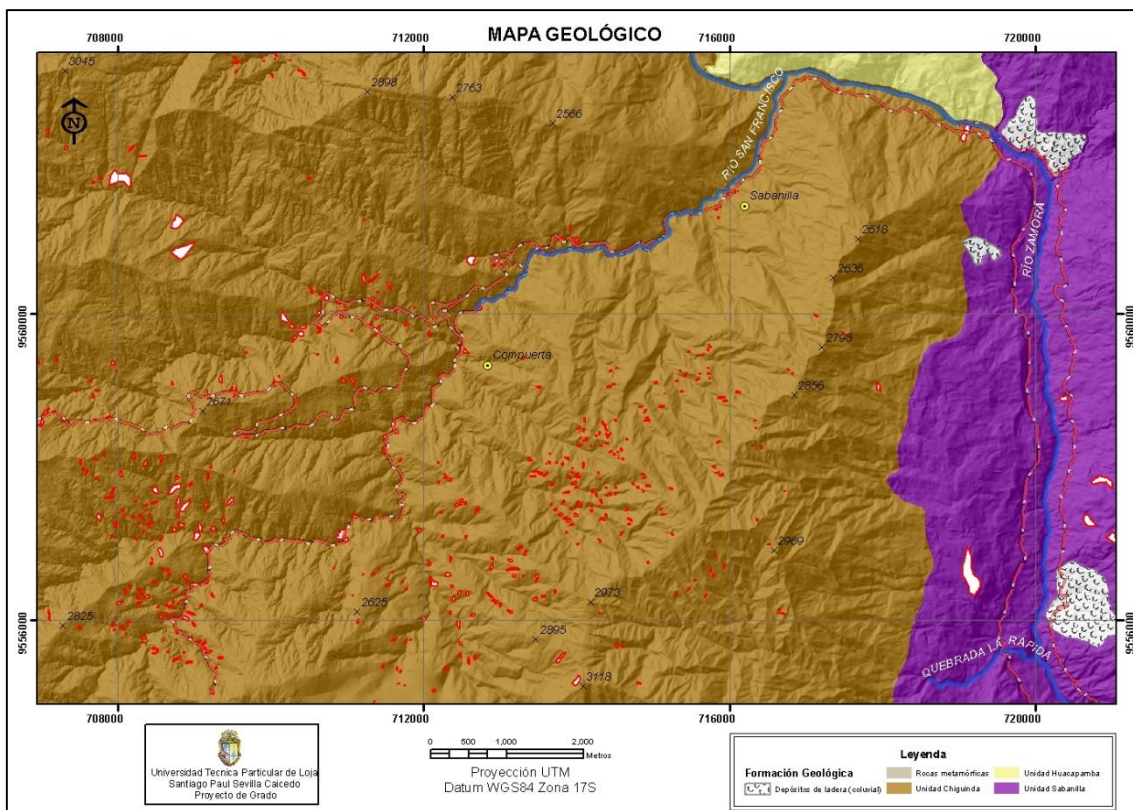 MAPA GEOLÓGICO
708000
712000
716000
720000
3045
2898
2763
2566
N
RÍO SAN FRANCISCO
Sabanilla
2618
RÍO ZAMORA
2636
9560000
9560000
2793
Compuerta
2856
2671
2969
2973
2625
2825
2895
9556000
9556000
QUEBRADA LA RÁPIDA
3118
708000
712000
716000
720000
Universidad Tecnica Particular de Loja
Santiago Paul Sevilla Caicedo
Proyecto de Grado
0 500 1,000 2,000
Metros
Proyección UTM
Datum WGS84 Zona 17S
Leyenda
Formación Geológica
Depósitos de ladera (coluvial)
Rocas metamórficas
Unidad Chiguinda
Unidad Huacapamba
Unidad Sabanilla